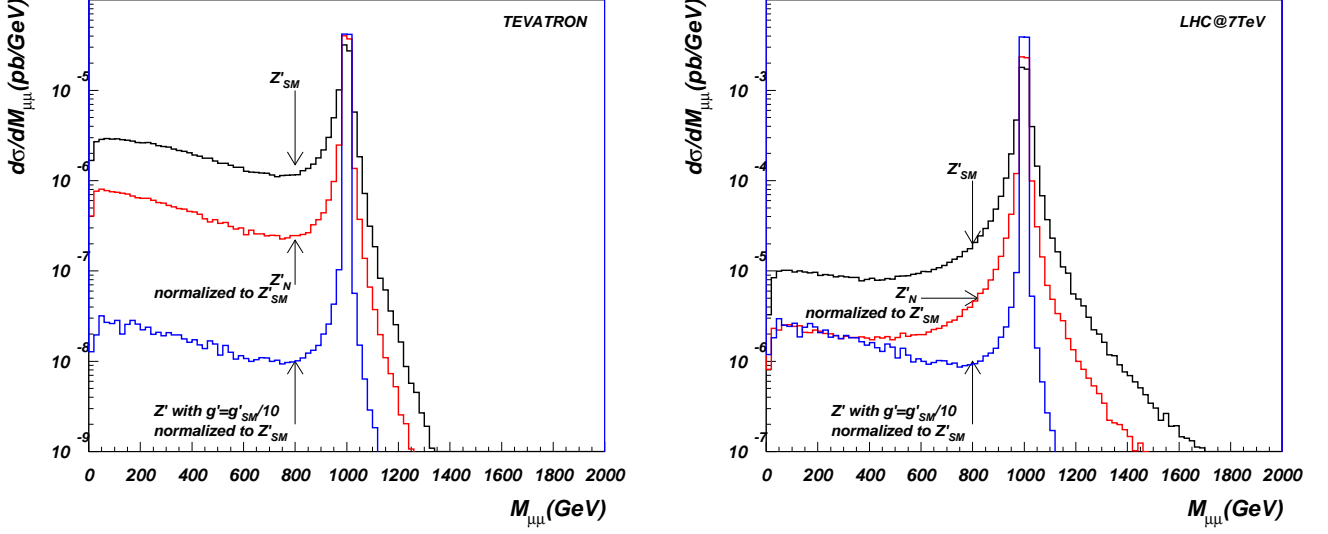 TEVATRON
dσ/dMμμ(pb/GeV)
10^-5
10^-6
10^-7
10^-8
10^-9
Z'SM
Z'N
normalized to Z'SM
Z' with g'=g'SM/10
normalized to Z'SM
0 200 400 600 800 1000 1200 1400 1600 1800 2000
Mμμ(GeV)
LHC@7TeV
dσ/dMμμ(pb/GeV)
10^-3
10^-4
10^-5
10^-6
10^-7
Z'SM
Z'N
normalized to Z'SM
Z' with g'=g'SM/10
normalized to Z'SM
0 200 400 600 800 1000 1200 1400 1600 1800 2000
Mμμ(GeV)